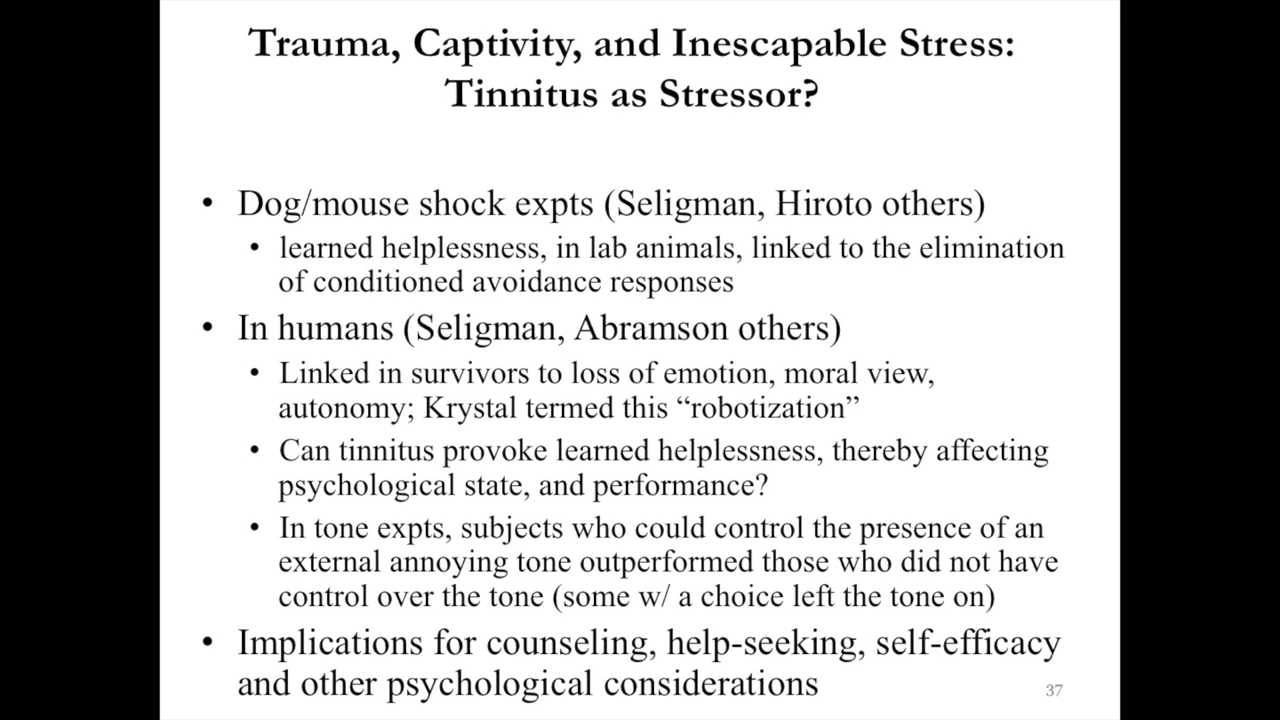 Trauma, Captivity, and Inescapable Stress:
Tinnitus as Stressor?
• Dog/mouse shock expts (Seligman, Hiroto others)
• learned helplessness, in lab animals, linked to the elimination
of conditioned avoidance responses
• In humans (Seligman, Abramson others)
• Linked in survivors to loss of emotion, moral view,
autonomy; Krystal termed this “robotization”
• Can tinnitus provoke learned helplessness, thereby affecting
psychological state, and performance?
• In tone expts, subjects who could control the presence of an
external annoying tone outperformed those who did not have
control over the tone (some w/ a choice left the tone on)
• Implications for counseling, help-seeking, self-efficacy
and other psychological considerations
37